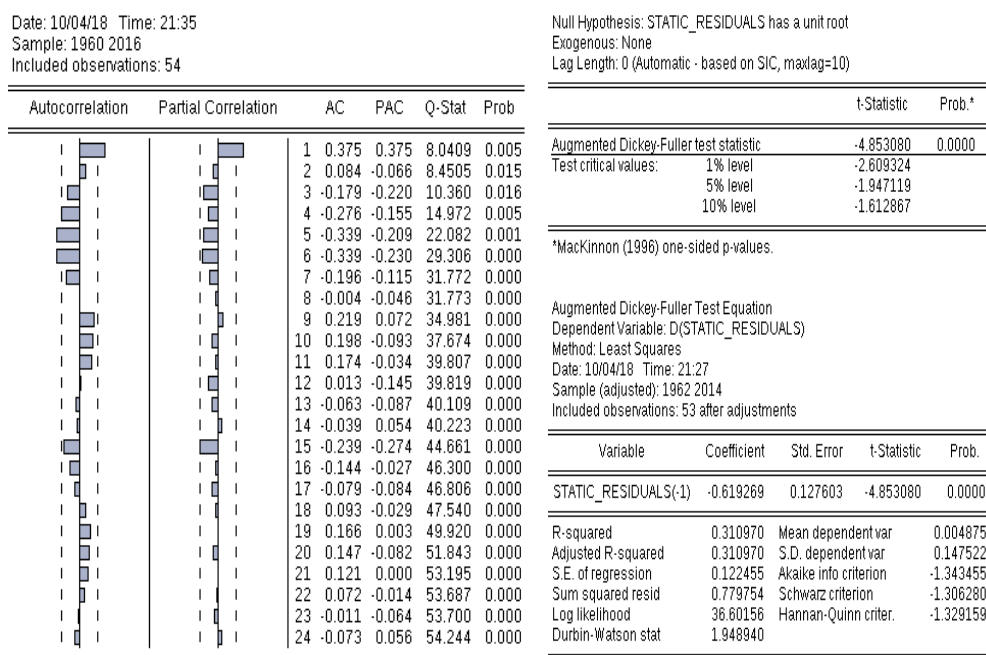 Date: 10/04/18 Time: 21:35
Sample: 1960 2016
Included observations: 54
Autocorrelation Partial Correlation AC PAC Q-Stat Prob
1 0.375 0.375 8.0409 0.005
2 0.084 -0.066 8.4505 0.015
3 -0.179 -0.220 10.360 0.016
4 -0.276 -0.155 14.972 0.005
5 -0.339 -0.209 22.082 0.001
6 -0.339 -0.230 29.306 0.000
7 -0.196 -0.115 31.772 0.000
8 -0.004 -0.046 31.773 0.000
9 0.219 0.072 34.981 0.000
10 0.198 -0.093 37.674 0.000
11 0.174 -0.034 39.807 0.000
12 0.013 -0.145 39.819 0.000
13 -0.063 -0.087 40.109 0.000
14 -0.039 0.054 40.223 0.000
15 -0.239 -0.274 44.661 0.000
16 -0.144 -0.027 46.300 0.000
17 -0.079 -0.084 46.806 0.000
18 0.093 -0.029 47.540 0.000
19 0.166 0.003 49.920 0.000
20 0.147 -0.082 51.843 0.000
21 0.121 0.000 53.195 0.000
22 0.072 -0.014 53.687 0.000
23 -0.011 -0.064 53.700 0.000
24 -0.073 0.056 54.244 0.000
Null Hypothesis: STATIC_RESIDUALS has a unit root
Exogenous: None
Lag Length: 0 (Automatic - based on SIC, maxlag=10)
t-Statistic Prob.*
Augmented Dickey-Fuller test statistic -4.853080 0.0000
Test critical values: 1% level -2.609324
5% level -1.947119
10% level -1.612867
*MacKinnon (1996) one-sided p-values.
Augmented Dickey-Fuller Test Equation
Dependent Variable: D(STATIC_RESIDUALS)
Method: Least Squares
Date: 10/04/18 Time: 21:27
Sample (adjusted): 1962 2014
Included observations: 53 after adjustments
Variable Coefficient Std. Error t-Statistic Prob.
STATIC_RESIDUALS(-1) -0.619269 0.127603 -4.853080 0.0000
R-squared 0.310970 Mean dependent var 0.004875
Adjusted R-squared 0.310970 S.D. dependent var 0.147522
S.E. of regression 0.122455 Akaike info criterion -1.343455
Sum squared resid 0.779754 Schwarz criterion -1.306280
Log likelihood 36.60156 Hannan-Quinn criter. -1.329159
Durbin-Watson stat 1.948940